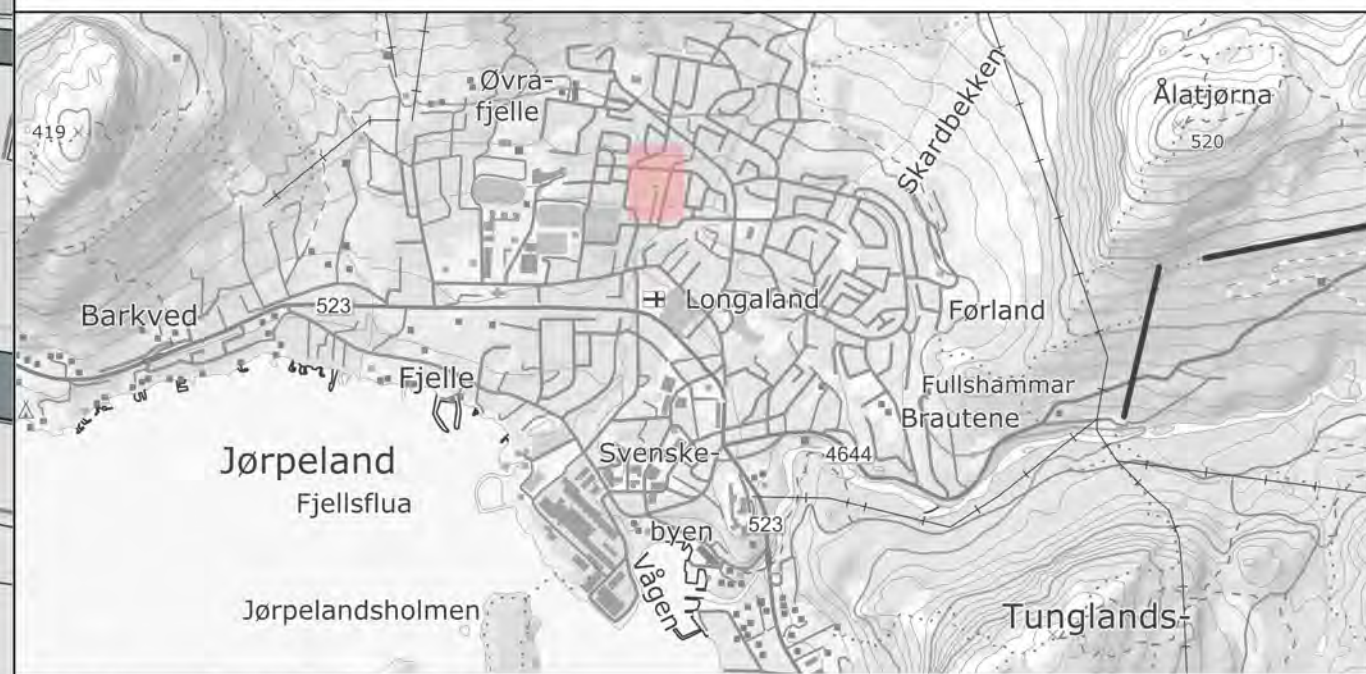 Øvra-
fjelle
Ålatjørna
520
419
Skardbekken
Barkved
523
Longaland
Førland
Fjelle
Fullshammar
Brautene
Jørpeland
Svenske-
4644
Fjellsflua
byen
523
Vågen
Jørpelandsholmen
Tunglands-